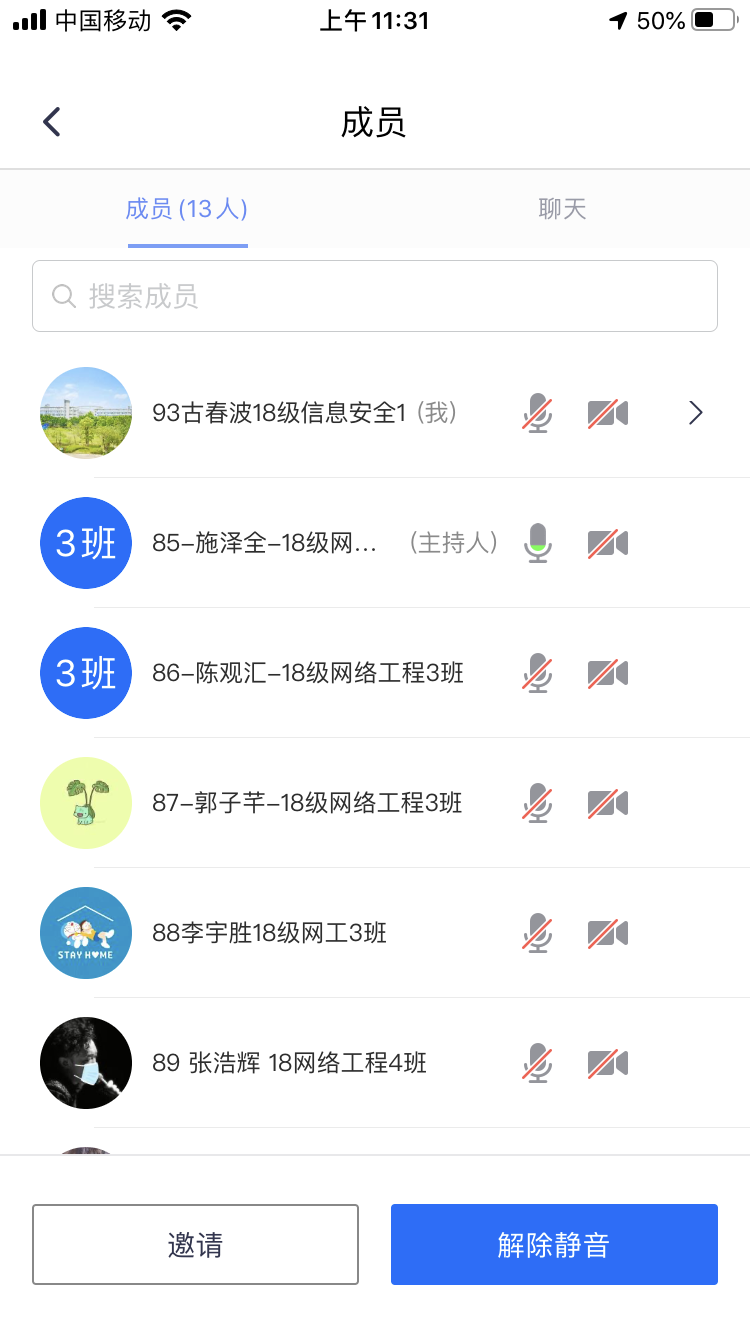 中国移动 上午11:31 50%
成员
成员(13人) 聊天
搜索成员
93古春波18级信息安全1 (我)
3班 85-施泽全-18级网... (主持人)
3班 86-陈观汇-18级网络工程3班
87-郭子芊-18级网络工程3班
88李宇胜18级网工3班
STAY H♥ME
89 张浩辉 18网络工程4班
邀请 解除静音